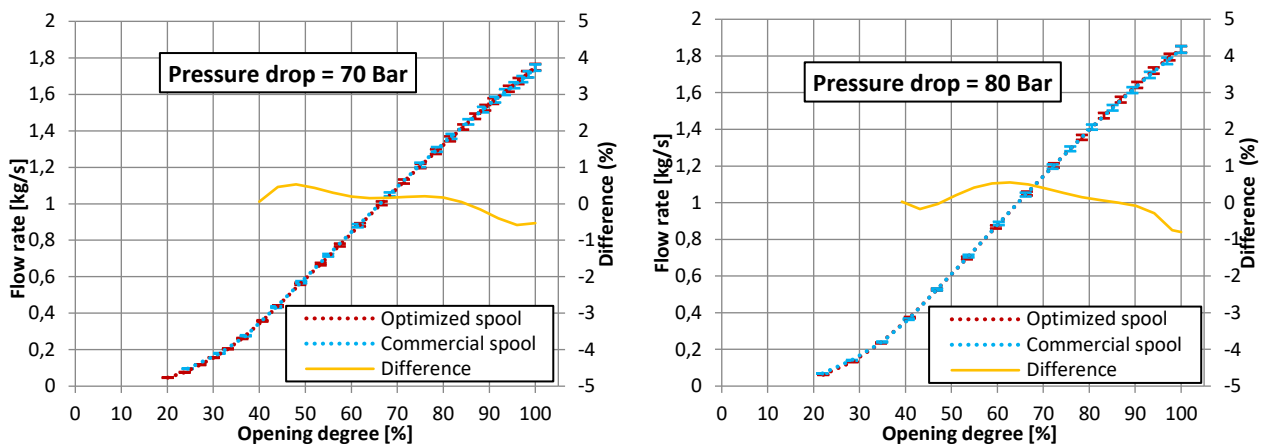 Pressure drop = 70 Bar
Flow rate [kg/s]
2
1,8
1,6
1,4
1,2
1
0,8
0,6
0,4
0,2
0
5
4
3
2
1
0
-1
-2
-3
-4
-5
Difference (%)
Optimized spool
Commercial spool
Difference
0 10 20 30 40 50 60 70 80 90 100
Opening degree [%]
Pressure drop = 80 Bar
Flow rate [kg/s]
2
1,8
1,6
1,4
1,2
1
0,8
0,6
0,4
0,2
0
5
4
3
2
1
0
-1
-2
-3
-4
-5
Difference (%)
Optimized spool
Commercial spool
Difference
0 10 20 30 40 50 60 70 80 90 100
Opening degree [%]